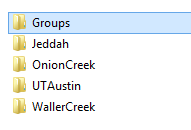 Groups
Jeddah
OnionCreek
UTAustin
WallerCreek